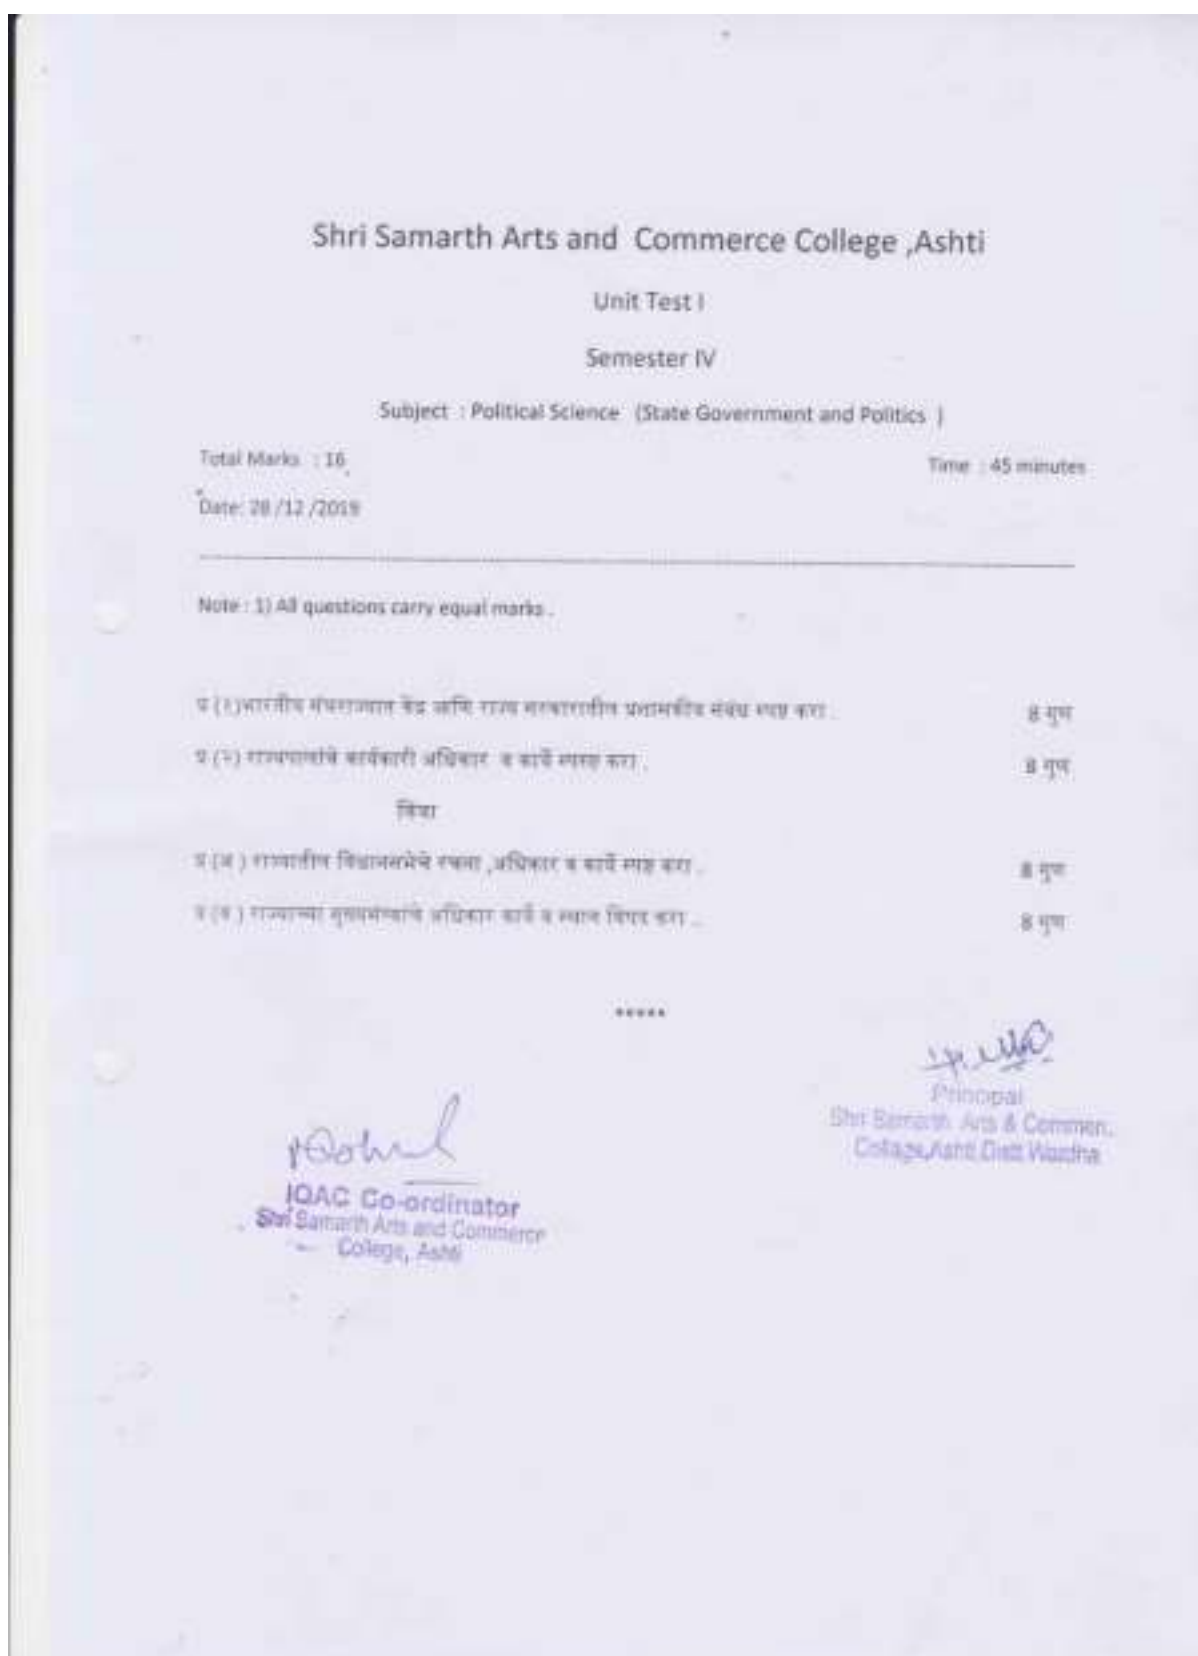 Shri Samarth Arts and Commerce College ,Ashti
Unit Test I
Semester IV
Subject : Political Science (State Government and Politics )
Total Marks : 16
Time : 45 minutes
Date: 28 /12 /2019
Note : 1) All questions carry equal marks .
प्र (१)भारतीय संघराज्यात केंद्र आणि राज्य सरकारातील प्रशासकीय संबंध स्पष्ट करा .
8 गुण
प्र (२) राज्यपालांचे कार्यकारी अधिकार व कार्ये स्पस्ट करा .
8 गुण
किंवा
प्र (अ ) राज्यातील विधानसभेचे रचना ,अधिकार व कार्ये स्पष्ट करा .
8 गुण
प्र (ब ) राज्याच्या मुख्यमंत्र्यांचे अधिकार कार्ये व स्थान विषद करा ..
8 गुण
*****
Principal
Shri Samarth Arts & Commerc.
College,Ashti Distt Wardha
IQAC Co-ordinator
Shri Samarth Arts and Commerce
College, Ashti